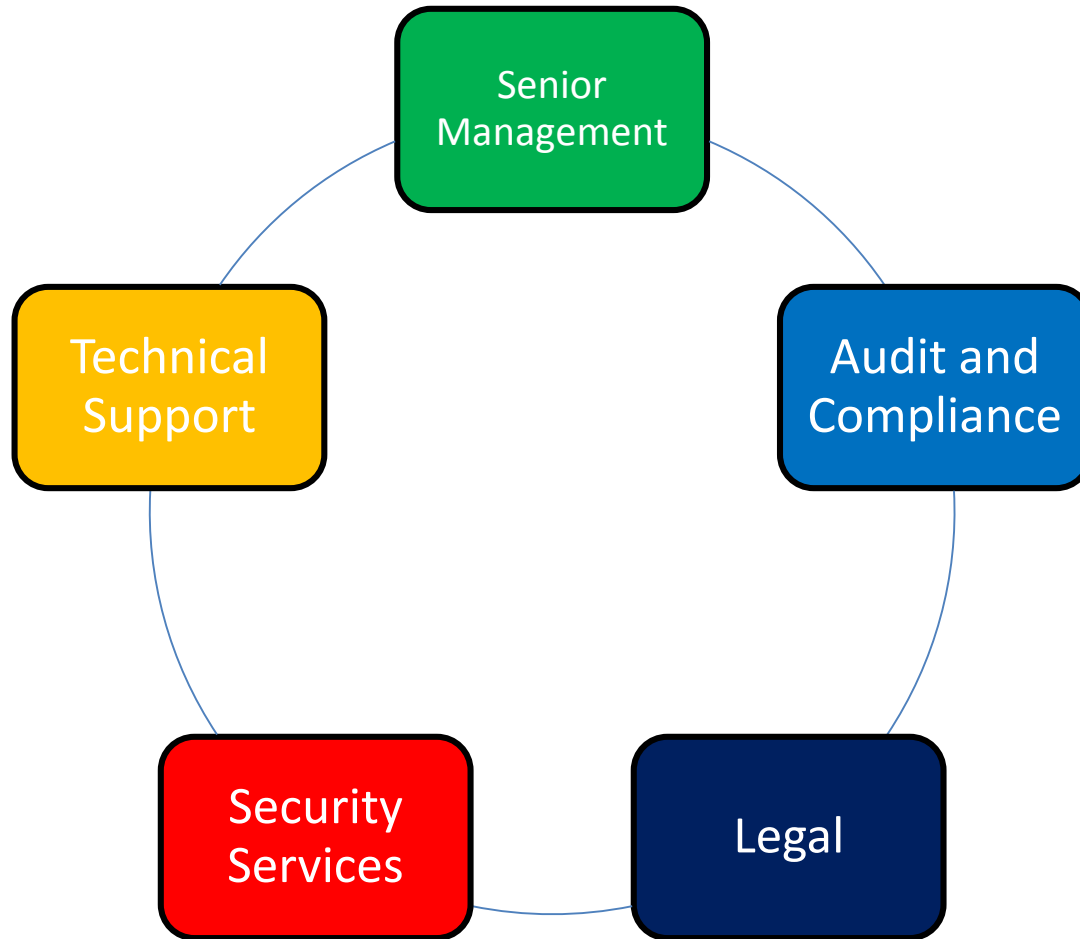 Senior
Management
Technical
Support
Audit and
Compliance
Security
Services
Legal